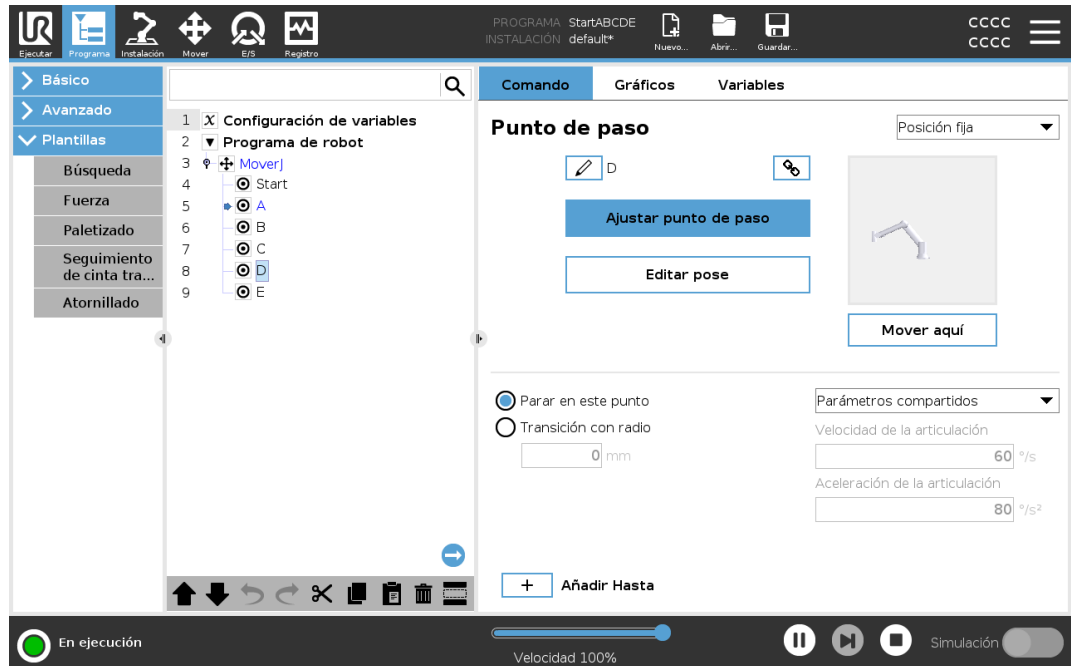 PROGRAMA StartABCDE
INSTALACIÓN default*
CCCC
CCCC
Ejecutar Programa Instalación Mover E/S Registro Nuevo... Abrir... Guardar...
Básico
Avanzado
Plantillas
Búsqueda
Fuerza
Paletizado
Seguimiento
de cinta tra...
Atornillado
1 x Configuración de variables
2 Programa de robot
3 MoverJ
4 Start
5 A
6 B
7 C
8 D
9 E
Comando Gráficos Variables
Punto de paso
Posición fija
D
Ajustar punto de paso
Editar pose
Mover aquí
Parar en este punto
Transición con radio
0 mm
Parámetros compartidos
Velocidad de la articulación
60 °/s
Aceleración de la articulación
80 °/s²
+ Añadir Hasta
En ejecución
Velocidad 100%
Simulación